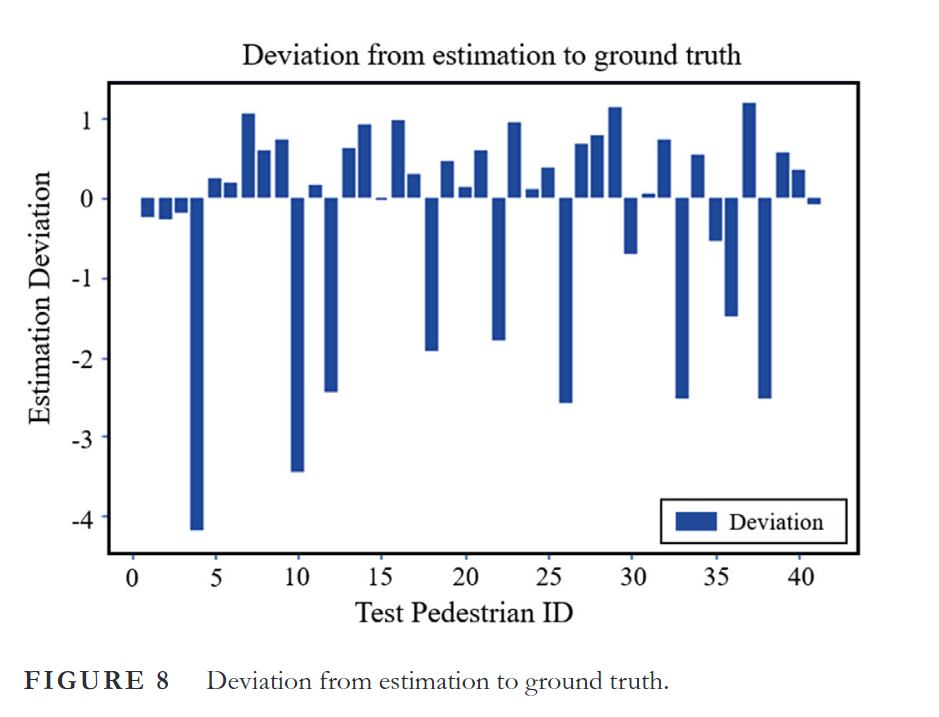 Deviation from estimation to ground truth
Estimation Deviation
1
0
-1
-2
-3
-4
Deviation
0 5 10 15 20 25 30 35 40
Test Pedestrian ID
FIGURE 8 Deviation from estimation to ground truth.